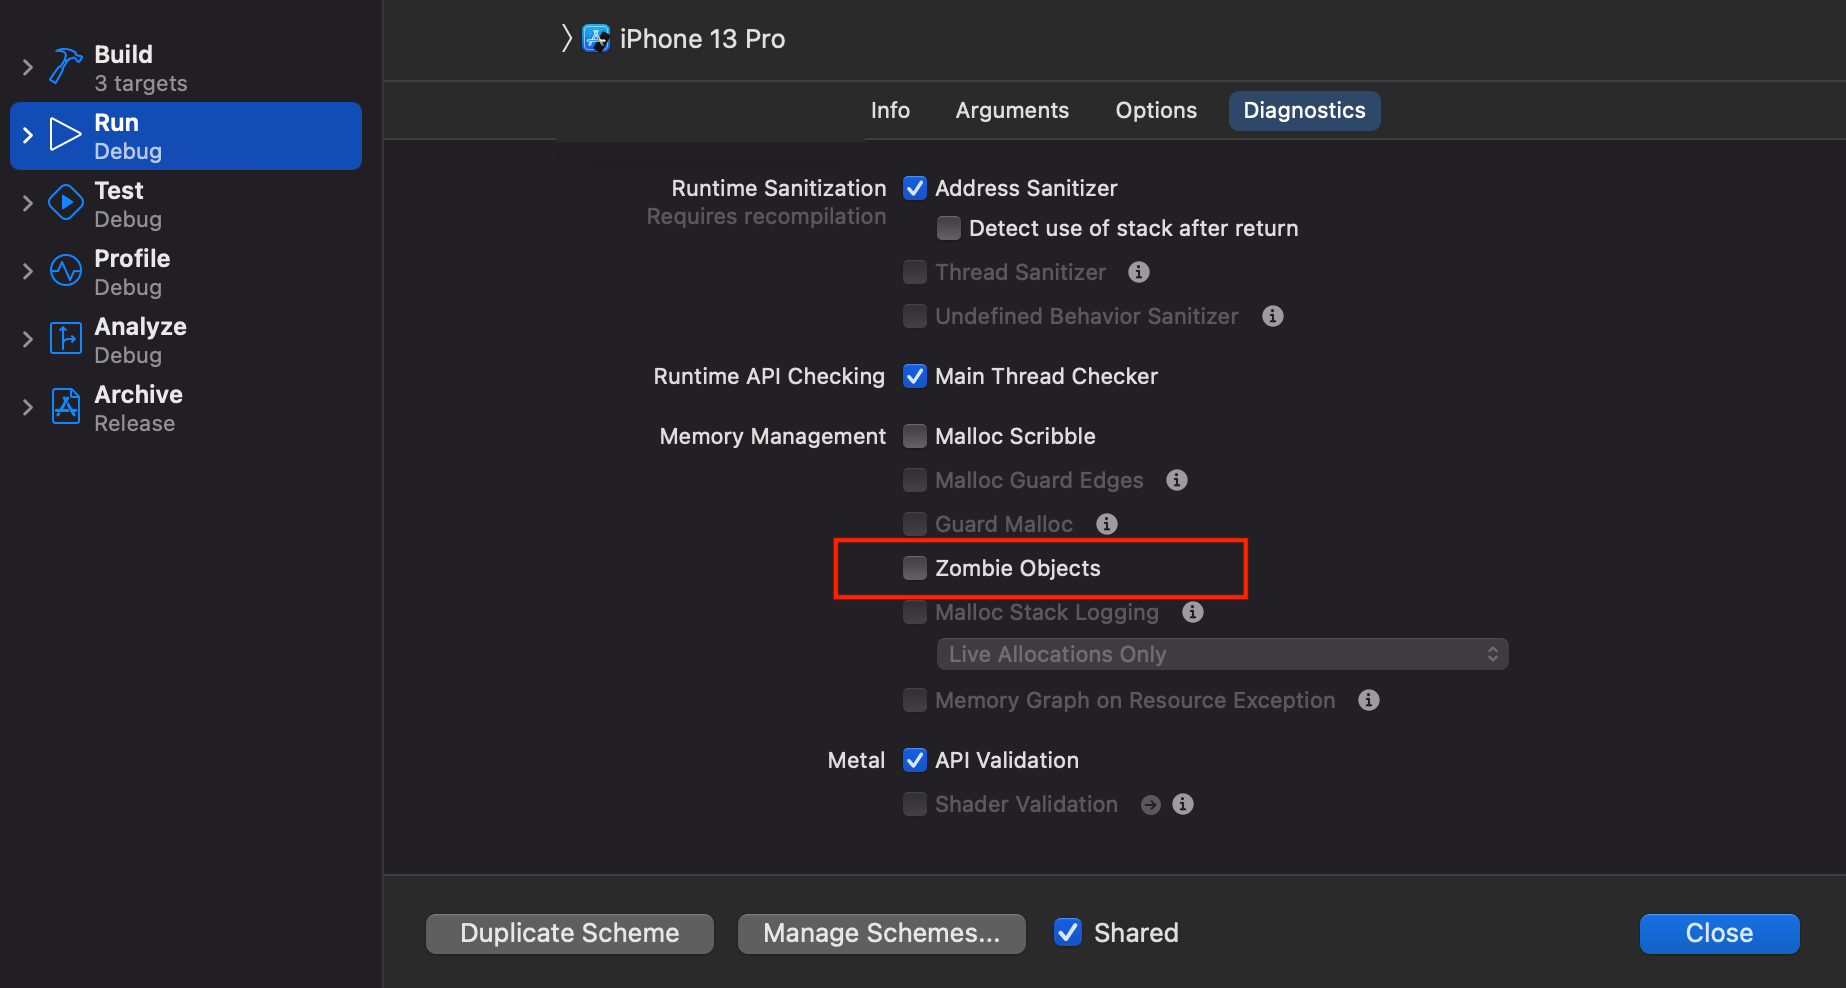 Build
3 targets
Run
Debug
Test
Debug
Profile
Debug
Analyze
Debug
Archive
Release
iPhone 13 Pro
Info Arguments Options Diagnostics
Runtime Sanitization Address Sanitizer
Requires recompilation
Detect use of stack after return
Thread Sanitizer
Undefined Behavior Sanitizer
Runtime API Checking Main Thread Checker
Memory Management Malloc Scribble
Malloc Guard Edges
Guard Malloc
Zombie Objects
Malloc Stack Logging
Live Allocations Only
Memory Graph on Resource Exception
Metal API Validation
Shader Validation
Duplicate Scheme Manage Schemes... Shared Close